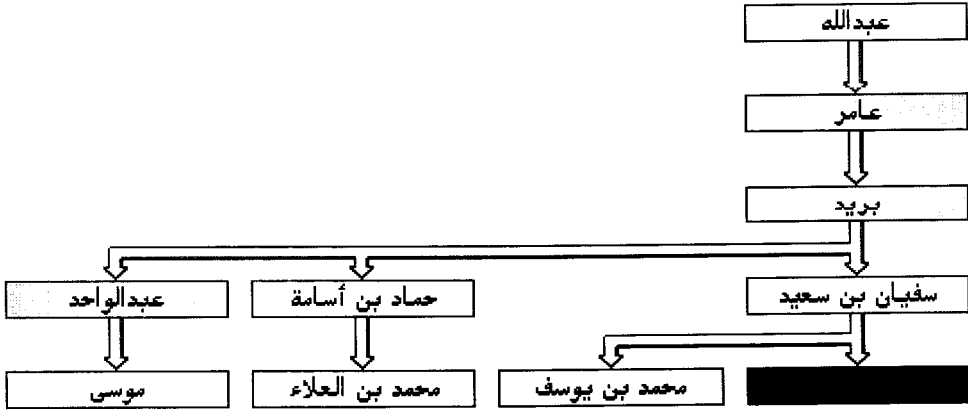 عبدالله
عامر
بريد
سفيان بن سعيد
حماد بن أسامة
عبدالواحد
محمد بن يوسف
محمد بن العلاء
موسى